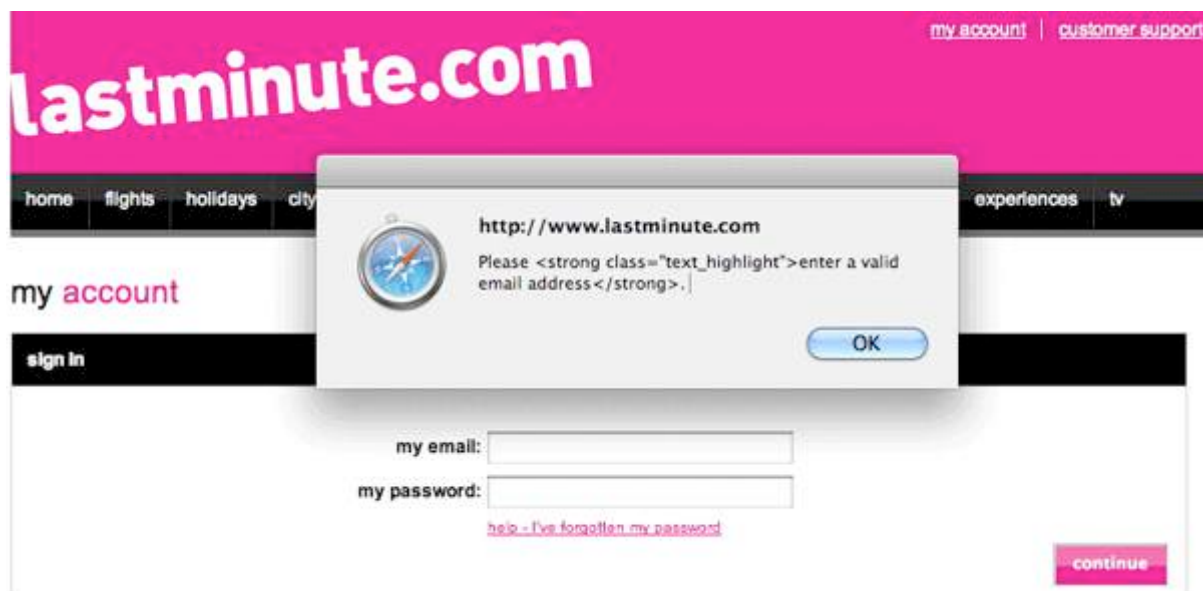 my account | customer support
lastminute.com
home flights holidays city experiences tv
http://www.lastminute.com
Please <strong class="text_highlight">enter a valid
email address</strong>.
OK
my account
sign in
my email:
my password:
help - I've forgotten my password
continue